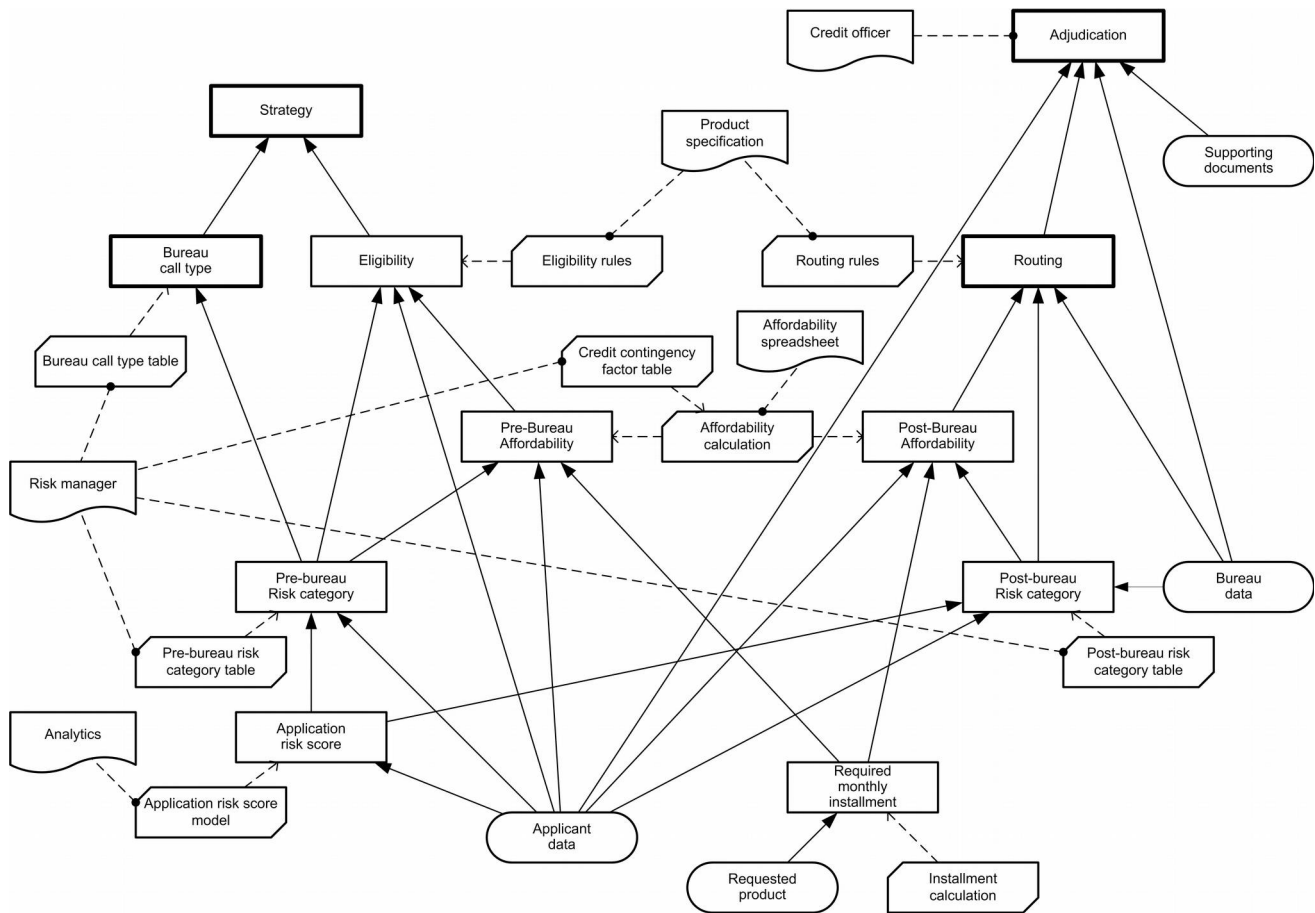 Credit officer
Adjudication
Strategy
Product
specification
Supporting
documents
Bureau
call type
Eligibility
Eligibility rules
Routing rules
Routing
Bureau call type table
Credit contingency
factor table
Affordability
spreadsheet
Pre-Bureau
Affordability
Affordability
calculation
Post-Bureau
Affordability
Risk manager
Pre-bureau
Risk category
Post-bureau
Risk category
Bureau
data
Pre-bureau risk
category table
Post-bureau risk
category table
Analytics
Application
risk score
Required
monthly
installment
Application risk score
model
Applicant
data
Requested
product
Installment
calculation